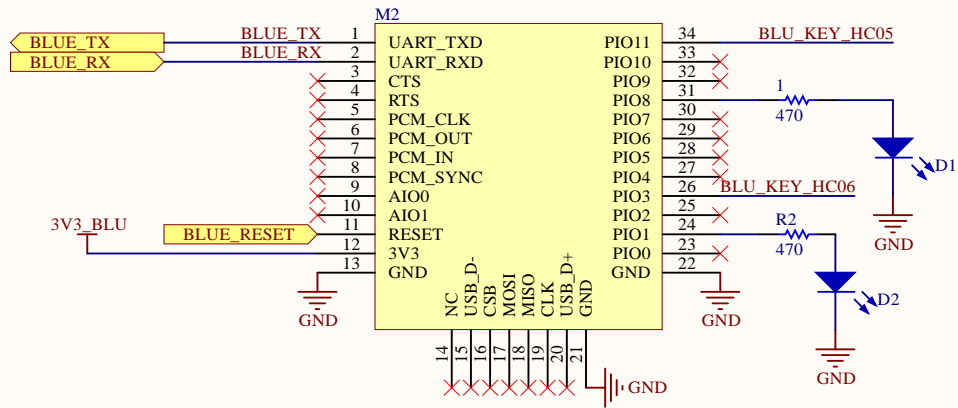 M2
BLUE_TX BLUE_TX 1 UART_TXD PIO11 34 BLU_KEY_HC05
BLUE_RX BLUE_RX 2 UART_RXD PIO10 33
3 CTS PIO9 32
4 RTS PIO8 31 1 470
5 PCM_CLK PIO7 30
6 PCM_OUT PIO6 29
7 PCM_IN PIO5 28 D1
8 PCM_SYNC PIO4 27
9 AIO0 PIO3 26 BLU_KEY_HC06
10 AIO1 PIO2 25
3V3_BLU BLUE_RESET 11 RESET PIO1 24 R2 470 GND
12 3V3 PIO0 23
13 GND GND 22
GND GND D2
NC USB_D- CSB MOSI MISO CLK USB_D+ GND
14 15 16 17 18 19 20 21
GND GND